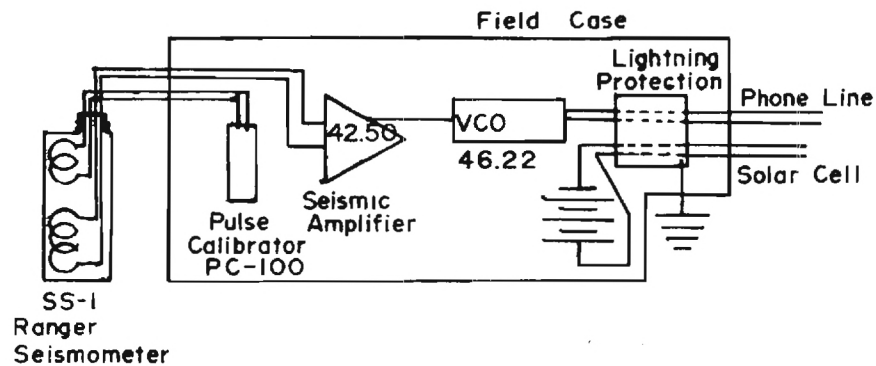 Field Case
Lightning
Protection
Phone Line
Solar Cell
42.50
VCO
46.22
Seismic
Amplifier
Pulse
Calibrator
PC-100
SS-1
Ranger
Seismometer